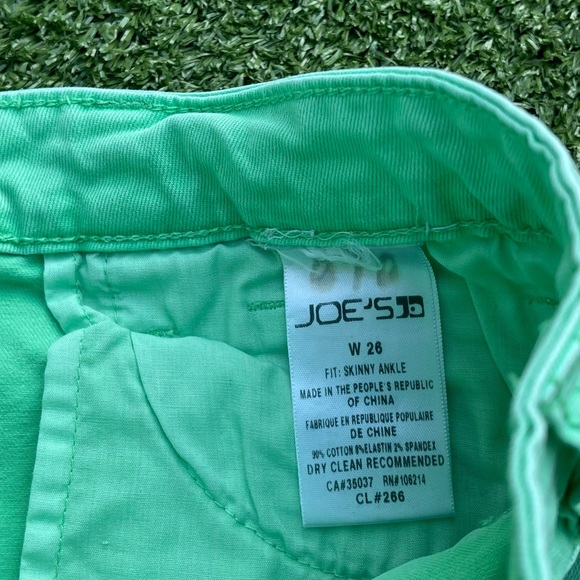 JOE'S
W 26
FIT: SKINNY ANKLE
MADE IN THE PEOPLE'S REPUBLIC
OF CHINA
FABRIQUE EN REPUBLIQUE POPULAIRE
DE CHINE
90% COTTON 8%ELASTIN 2% SPANDEX
DRY CLEAN RECOMMENDED
CA#35037 RN#106214
CL#266